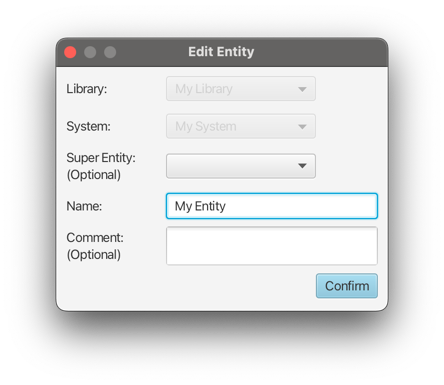 Edit Entity
Library: My Library
System: My System
Super Entity:
(Optional)
Name: My Entity
Comment:
(Optional)
Confirm